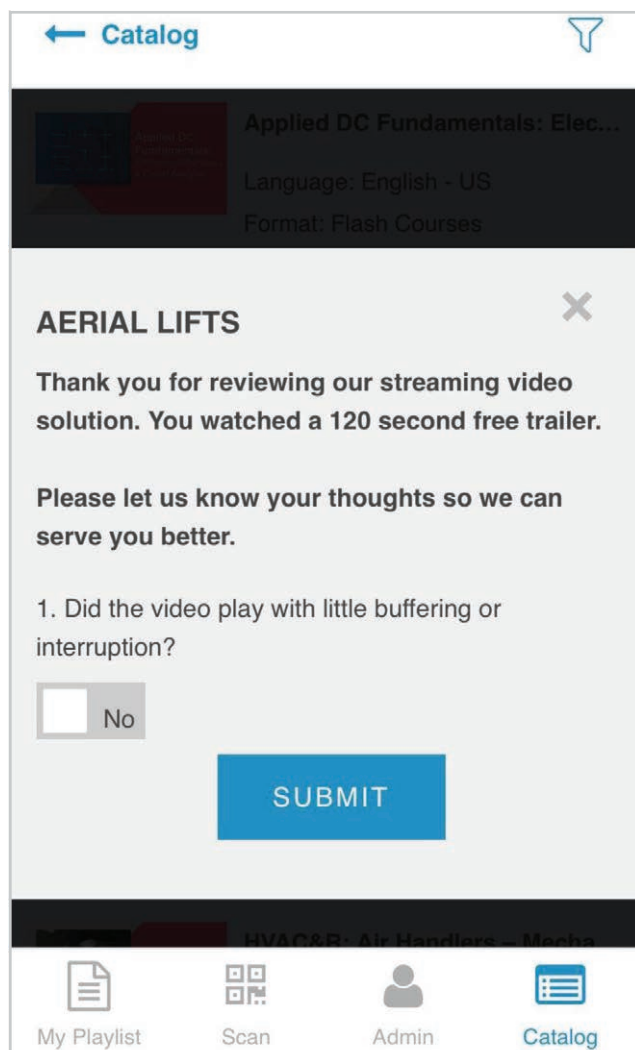 Catalog
Applied DC Fundamentals: Elec...
Applied DC
Fundamentals
Language: English - US
Format: Flash Courses
AERIAL LIFTS
Thank you for reviewing our streaming video
solution. You watched a 120 second free trailer.
Please let us know your thoughts so we can
serve you better.
1. Did the video play with little buffering or
interruption?
No
SUBMIT
HVAC&R: Air Handlers – Mecha
My Playlist
Scan
Admin
Catalog